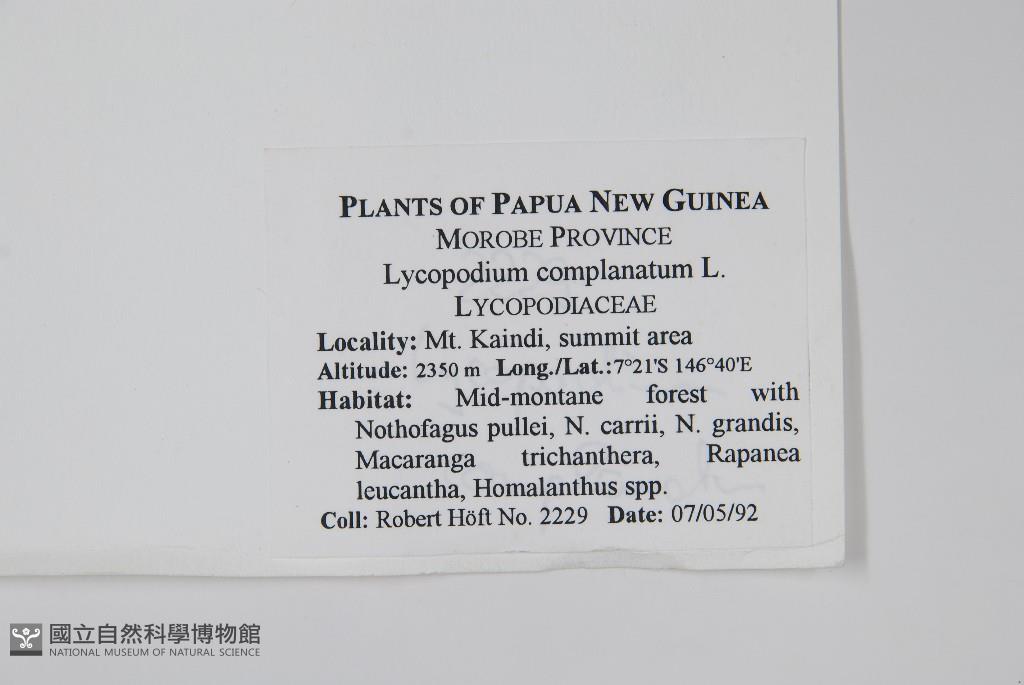 PLANTS OF PAPUA NEW GUINEA
MOROBE PROVINCE
Lycopodium complanatum L.
LYCOPODIACEAE
Locality: Mt. Kaindi, summit area
Altitude: 2350 m Long./Lat.:7°21'S 146°40'E
Habitat: Mid-montane forest with
Nothofagus pullei, N. carrii, N. grandis,
Macaranga trichanthera, Rapanea
leucantha, Homalanthus spp.
Coll: Robert Höft No. 2229 Date: 07/05/92
國立自然科學博物館
NATIONAL MUSEUM OF NATURAL SCIENCE